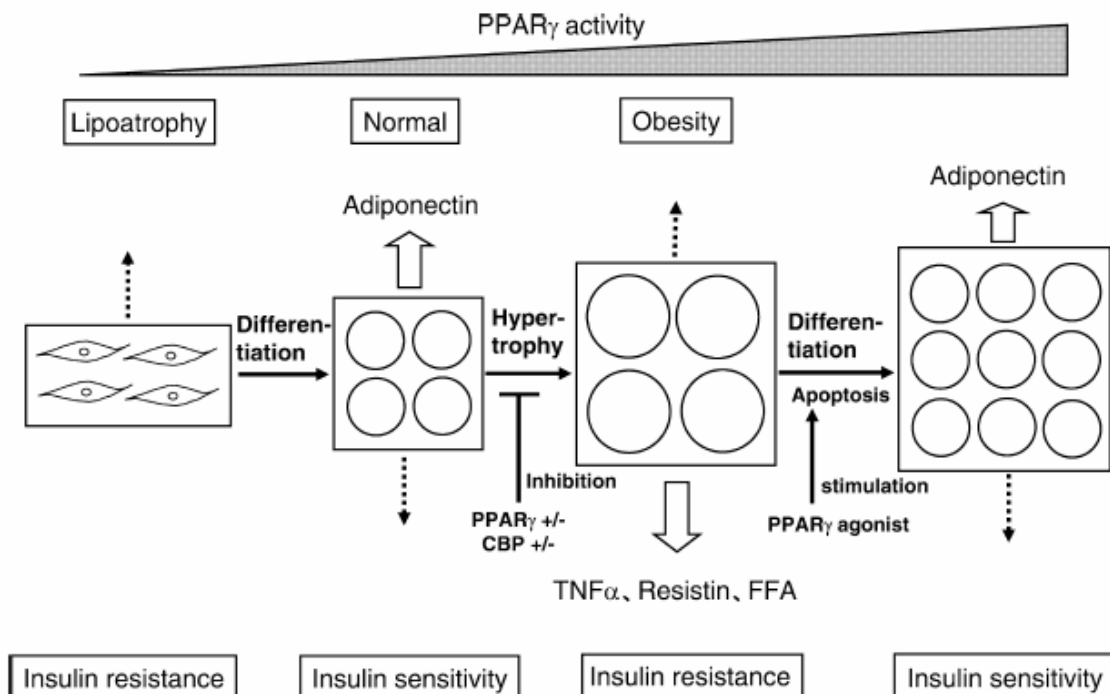 PPARγ activity
Lipoatrophy
Normal
Obesity
Adiponectin
Adiponectin
Differen-
tiation
Hyper-
trophy
Differen-
tiation
Apoptosis
Inhibition
PPARγ +/-
CBP +/-
stimulation
PPARγ agonist
TNFα、Resistin、FFA
Insulin resistance
Insulin sensitivity
Insulin resistance
Insulin sensitivity